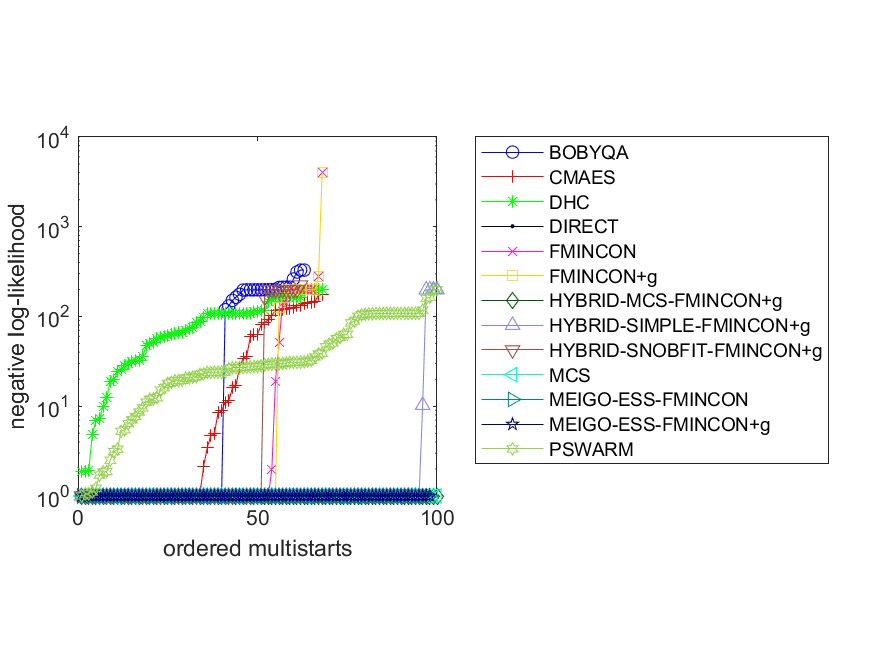 negative log-likelihood
10^4
10^3
10^2
10^1
10^0
0
50
100
ordered multistarts
BOBYQA
CMAES
DHC
DIRECT
FMINCON
FMINCON+g
HYBRID-MCS-FMINCON+g
HYBRID-SIMPLE-FMINCON+g
HYBRID-SNOBFIT-FMINCON+g
MCS
MEIGO-ESS-FMINCON
MEIGO-ESS-FMINCON+g
PSWARM